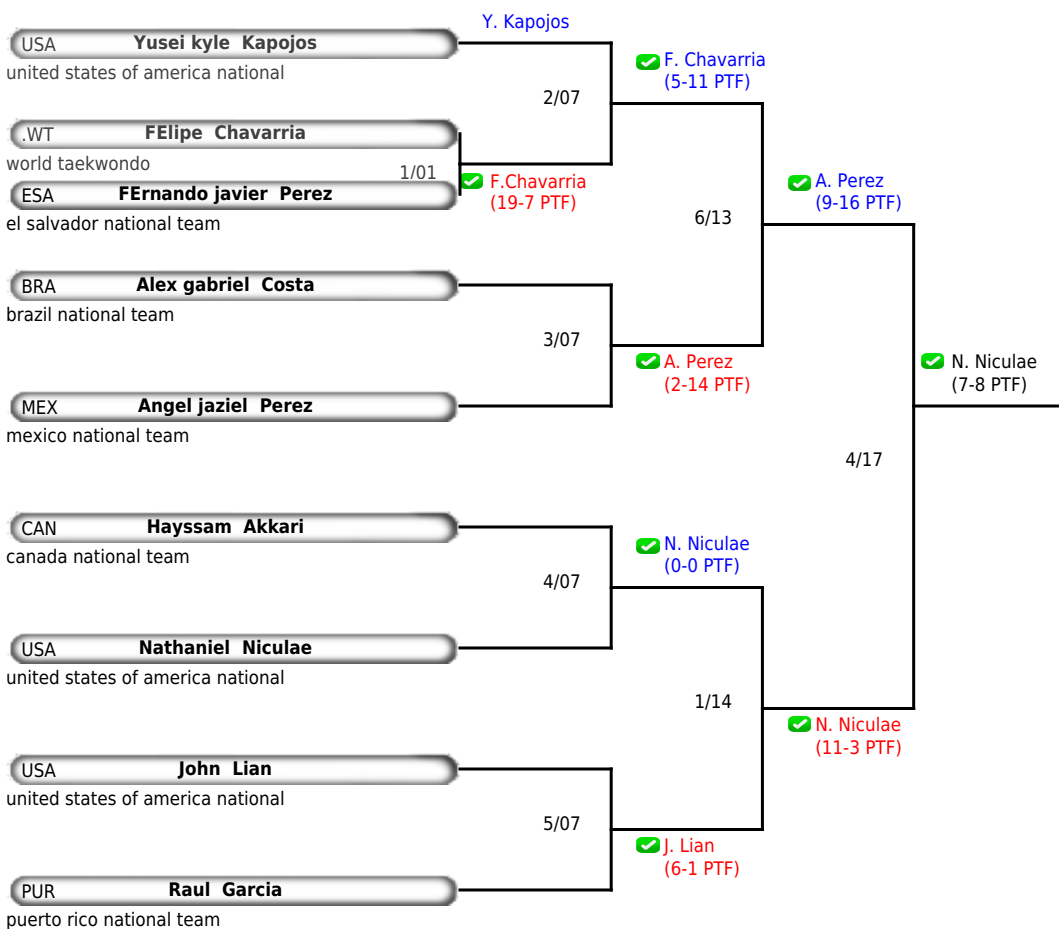 Y. Kapojos
USA Yusei kyle Kapojos
united states of america national
F. Chavarria
(5-11 PTF)
2/07
.WT FElipe Chavarria
world taekwondo
1/01
F.Chavarria
(19-7 PTF)
ESA FErnando javier Perez
el salvador national team
A. Perez
(9-16 PTF)
6/13
BRA Alex gabriel Costa
brazil national team
3/07
A. Perez
(2-14 PTF)
N. Niculae
(7-8 PTF)
MEX Angel jaziel Perez
mexico national team
4/17
CAN Hayssam Akkari
canada national team
N. Niculae
(0-0 PTF)
4/07
USA Nathaniel Niculae
united states of america national
1/14
N. Niculae
(11-3 PTF)
USA John Lian
united states of america national
5/07
J. Lian
(6-1 PTF)
PUR Raul Garcia
puerto rico national team